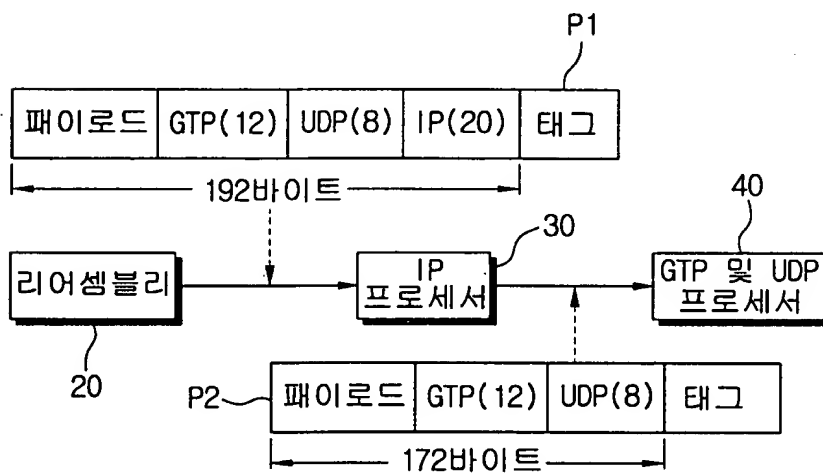 P1
패이로드 GTP(12) UDP(8) IP(20) 태그
192바이트
리어셈블리
20
IP
프로세서
30
GTP 및 UDP
프로세서
40
P2
패이로드 GTP(12) UDP(8) 태그
172바이트